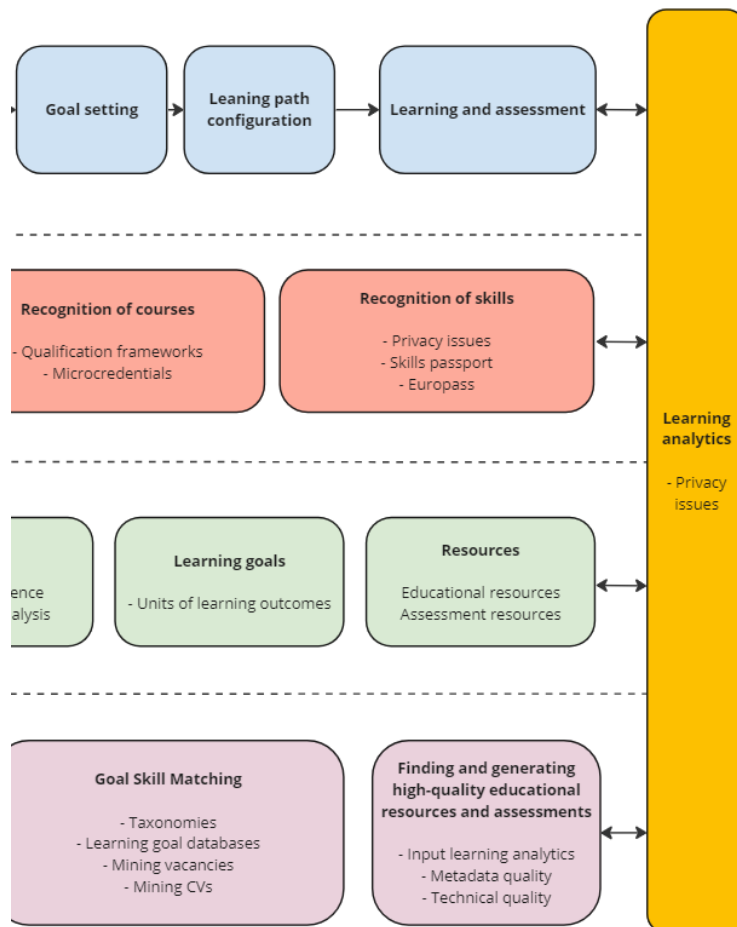 Goal setting
Leaning path
configuration
Learning and assessment
Recognition of courses
- Qualification frameworks
- Microcredentials
Recognition of skills
- Privacy issues
- Skills passport
- Europass
Learning
analytics
- Privacy
issues
ence
alysis
Learning goals
- Units of learning outcomes
Resources
Educational resources
Assessment resources
Goal Skill Matching
- Taxonomies
- Learning goal databases
- Mining vacancies
- Mining CVs
Finding and generating
high-quality educational
resources and assessments
- Input learning analytics
- Metadata quality
- Technical quality